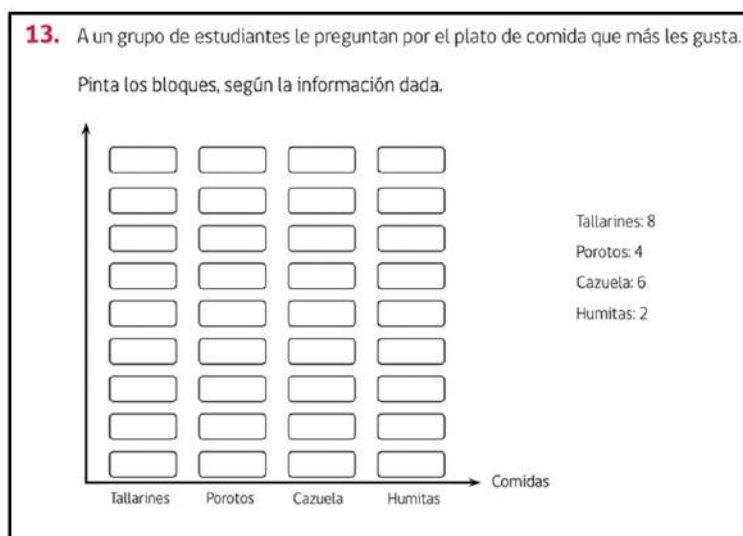 13. A un grupo de estudiantes le preguntan por el plato de comida que más les gusta.
Pinta los bloques, según la información dada.
Tallarines: 8
Porotos: 4
Cazuela: 6
Humitas: 2
Comidas
Tallarines Porotos Cazuela Humitas